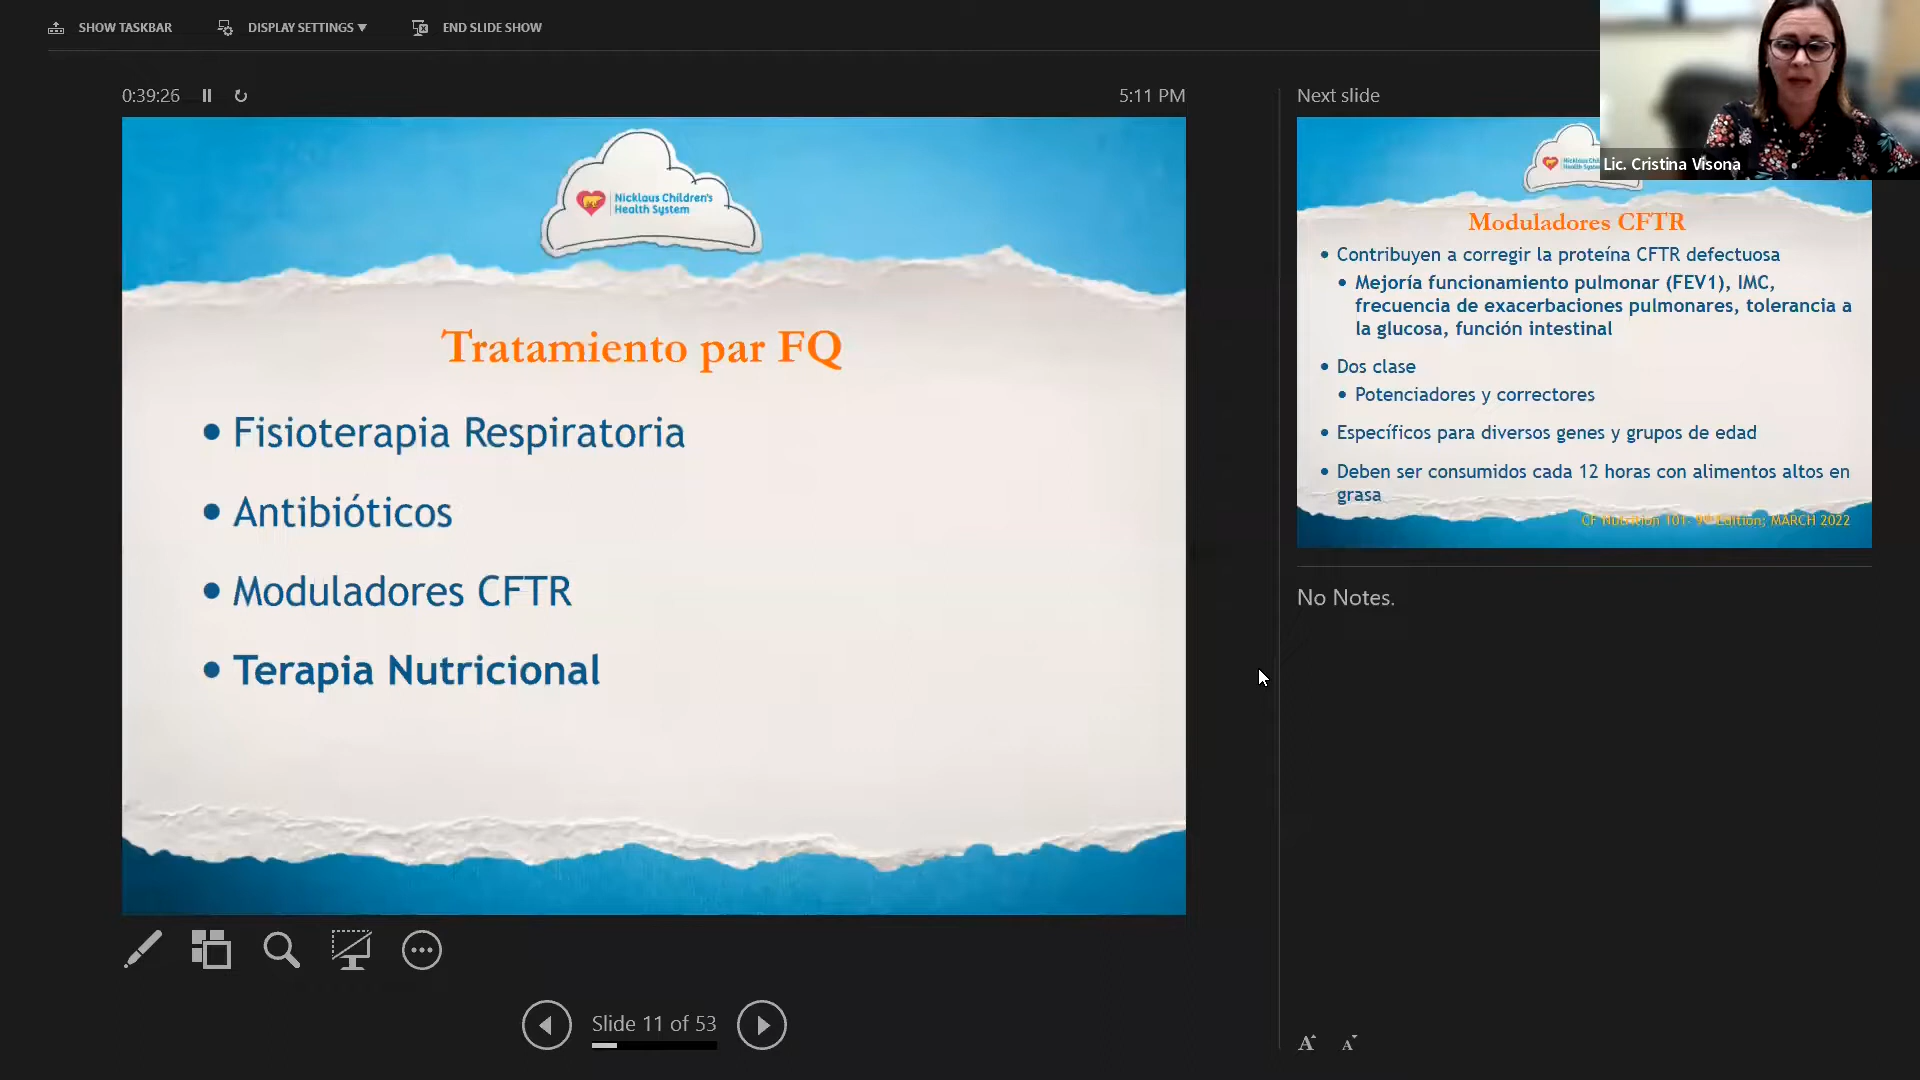 SHOW TASKBAR
DISPLAY SETTINGS ▾
END SLIDE SHOW
0:39:26
5:11 PM
Nicklaus Children's
Health System
Tratamiento par FQ
• Fisioterapia Respiratoria
• Antibióticos
• Moduladores CFTR
• Terapia Nutricional
Slide 11 of 53
Next slide
Lic. Cristina Visona
Moduladores CFTR
• Contribuyen a corregir la proteína CFTR defectuosa
• Mejoría funcionamiento pulmonar (FEV1), IMC,
frecuencia de exacerbaciones pulmonares, tolerancia a
la glucosa, función intestinal
• Dos clase
• Potenciadores y correctores
• Específicos para diversos genes y grupos de edad
• Deben ser consumidos cada 12 horas con alimentos altos en
grasa
CF Nutrition 101- 9th Edition; MARCH 2022
No Notes.
A A